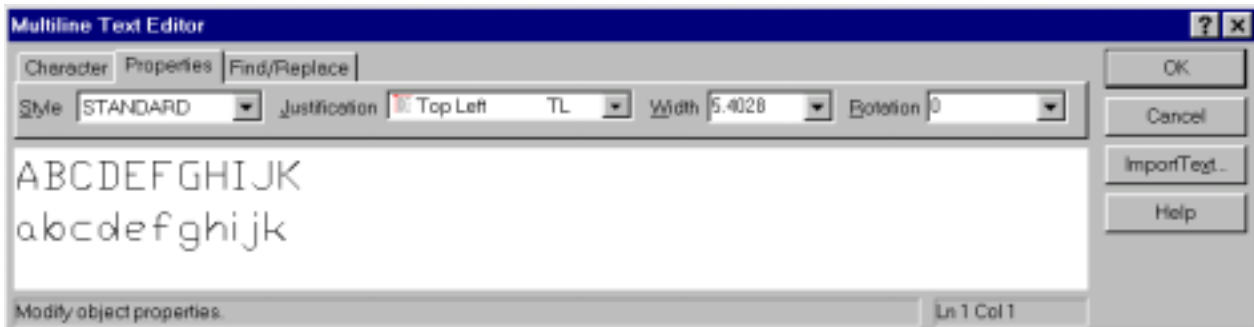 Multiline Text Editor
Character Properties Find/Replace
OK
Style STANDARD Justification Top Left TL Width 5.4028 Rotation 0
Cancel
ABCDEFGHIJK
ImportText...
abcdefghijk
Help
Modify object properties. Ln 1 Col 1